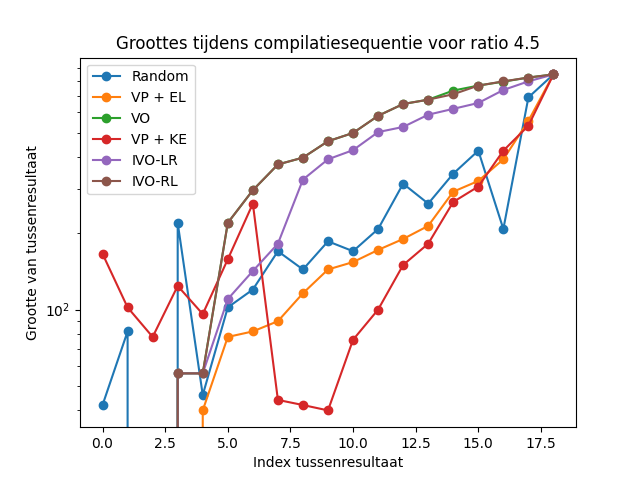 Groottes tijdens compilatiesequentie voor ratio 4.5
Random
VP + EL
VO
VP + KE
IVO-LR
IVO-RL
Grootte van tussenresultaat
10²
0.0 2.5 5.0 7.5 10.0 12.5 15.0 17.5
Index tussenresultaat